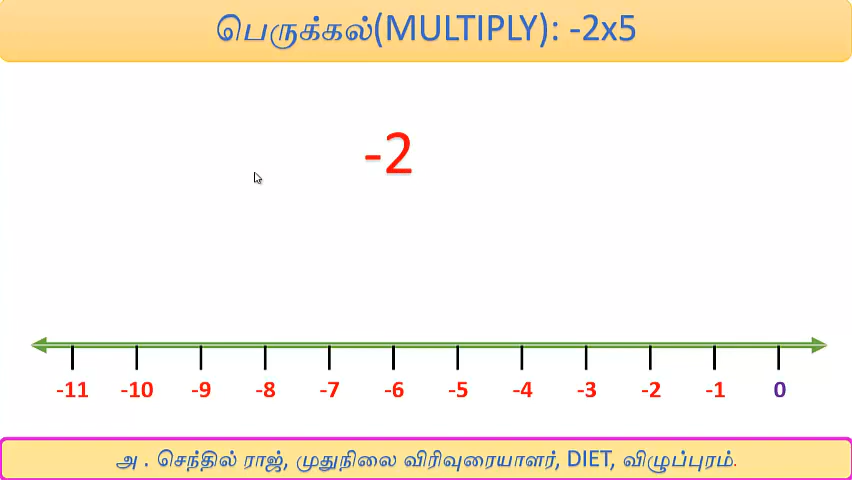 பெருக்கல்(MULTIPLY): -2x5
-2
-11 -10 -9 -8 -7 -6 -5 -4 -3 -2 -1 0
அ . செந்தில் ராஜ், முதுநிலை விரிவுரையாளர், DIET, விழுப்புரம்.